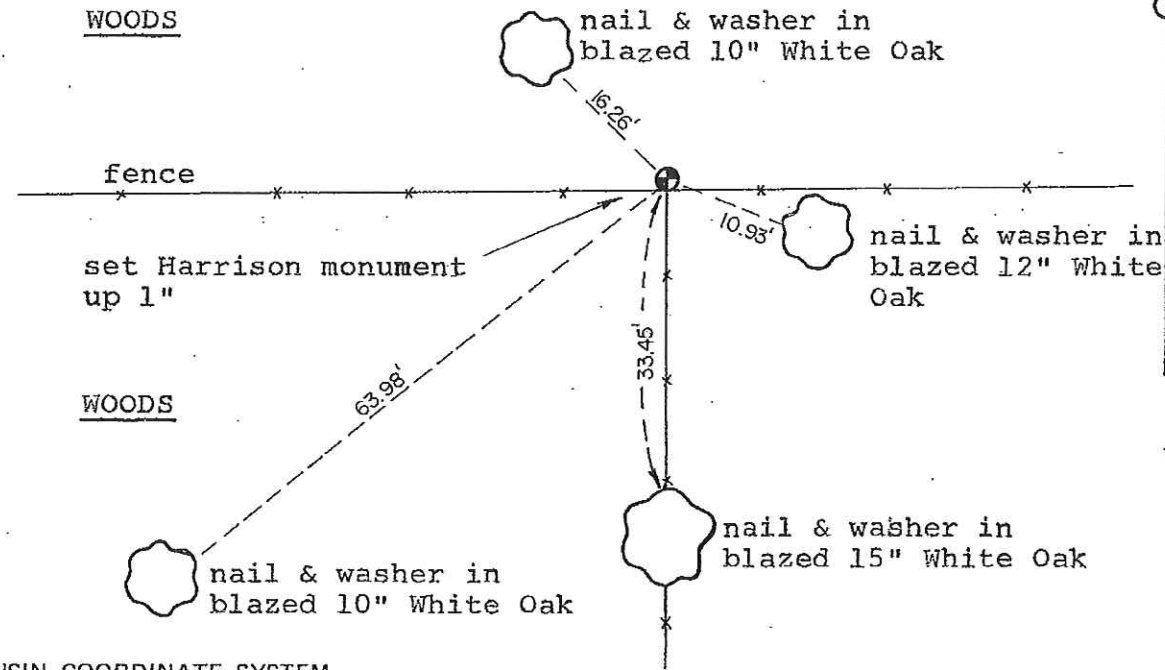 WOODS
nail & washer in
blazed 10" White Oak
16.26'
fence
10.93'
nail & washer in
blazed 12" White
Oak
set Harrison monument
up 1"
33.45'
63.98'
WOODS
nail & washer in
blazed 15" White Oak
nail & washer in
blazed 10" White Oak
COORDINATE SYSTEM